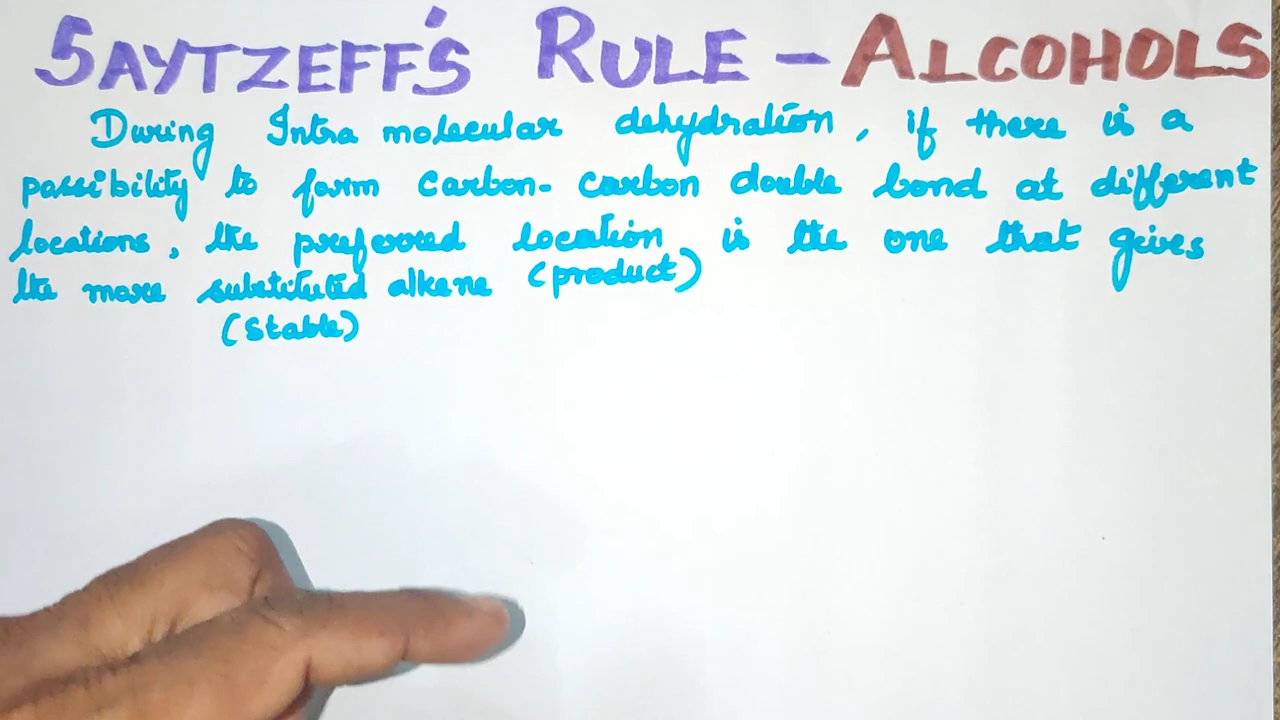 SAYTZEFF'S RULE - ALCOHOLS
During Intra molecular dehydration, if there is a
possibility to form carbon-carbon double bond at different
locations, the preferred location is the one that gives
the more substituted alkene (product)
(Stable)